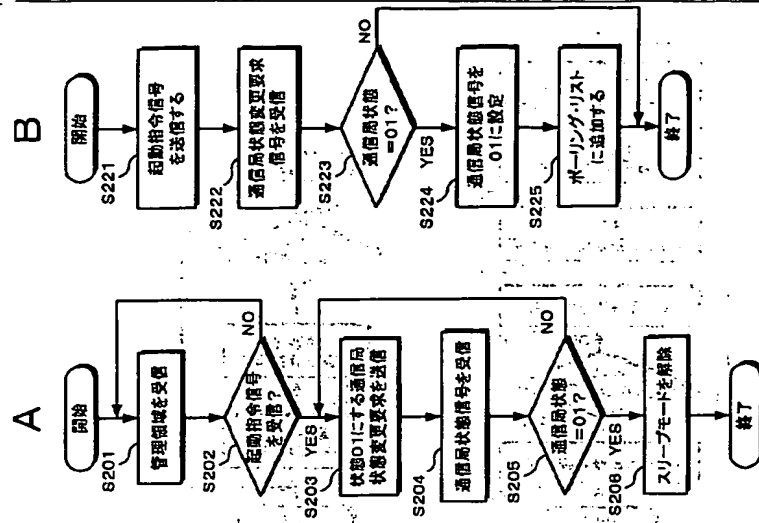 A
開始
S201
管理領域を受信
S202
起動指令信号
を受信?
NO
YES
S203
状態01にする通信局
状態変更要求を送信
S204
通信局状態信号を受信
S205
通信局状態
=01?
NO
YES
S206
スリープモードを解除
終了
B
開始
S221
起動指令信号
を送信する
S222
通信局状態変更要求
信号を受信
S223
通信局状態
=01?
NO
YES
S224
通信局状態信号を
01に設定
S225
ポーリング・リスト
に追加する
終了